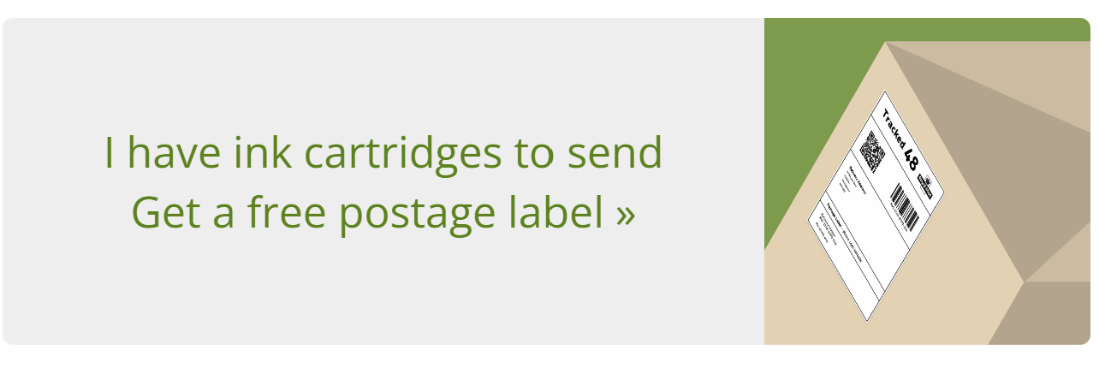 I have ink cartridges to send
Get a free postage label »
Tracked 48